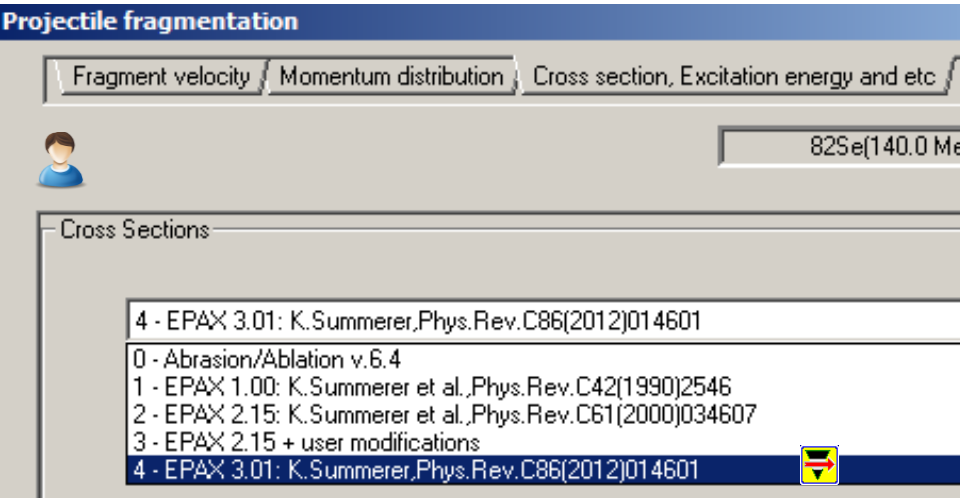 Projectile fragmentation
Fragment velocity Momentum distribution Cross section, Excitation energy and etc
82Se(140.0 Me
Cross Sections
4 - EPAX 3.01: K.Summerer,Phys.Rev.C86(2012)014601
0 - Abrasion/Ablation v.6.4
1 - EPAX 1.00: K.Summerer et al.,Phys.Rev.C42(1990)2546
2 - EPAX 2.15: K.Summerer et al.,Phys.Rev.C61(2000)034607
3 - EPAX 2.15 + user modifications
4 - EPAX 3.01: K.Summerer,Phys.Rev.C86(2012)014601